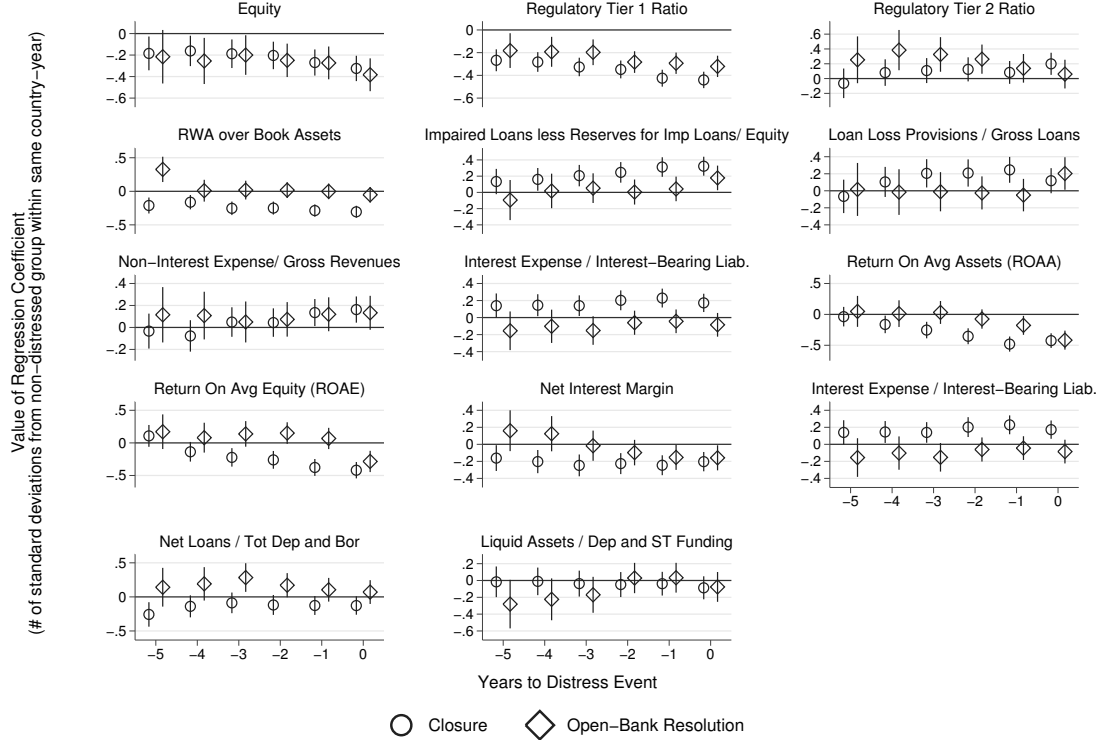 Value of Regression Coefficient
(# of standard deviations from non−distressed group within same country−year)
Equity
0
−.2
−.4
−.6
Regulatory Tier 1 Ratio
0
−.2
−.4
−.6
Regulatory Tier 2 Ratio
.6
.4
.2
0
−.2
RWA over Book Assets
.5
0
−.5
Impaired Loans less Reserves for Imp Loans/ Equity
.4
.2
0
−.2
−.4
Loan Loss Provisions / Gross Loans
.4
.2
0
−.2
−.4
Non−Interest Expense/ Gross Revenues
.4
.2
0
−.2
Interest Expense / Interest−Bearing Liab.
.4
.2
0
−.2
−.4
Return On Avg Assets (ROAA)
.5
0
−.5
Return On Avg Equity (ROAE)
.5
0
−.5
Net Interest Margin
.4
.2
0
−.2
−.4
Interest Expense / Interest−Bearing Liab.
.4
.2
0
−.2
−.4
−5 −4 −3 −2 −1 0
Net Loans / Tot Dep and Bor
.5
0
−.5
−5 −4 −3 −2 −1 0
Liquid Assets / Dep and ST Funding
.2
0
−.2
−.4
−.6
−5 −4 −3 −2 −1 0
Years to Distress Event
Closure Open−Bank Resolution